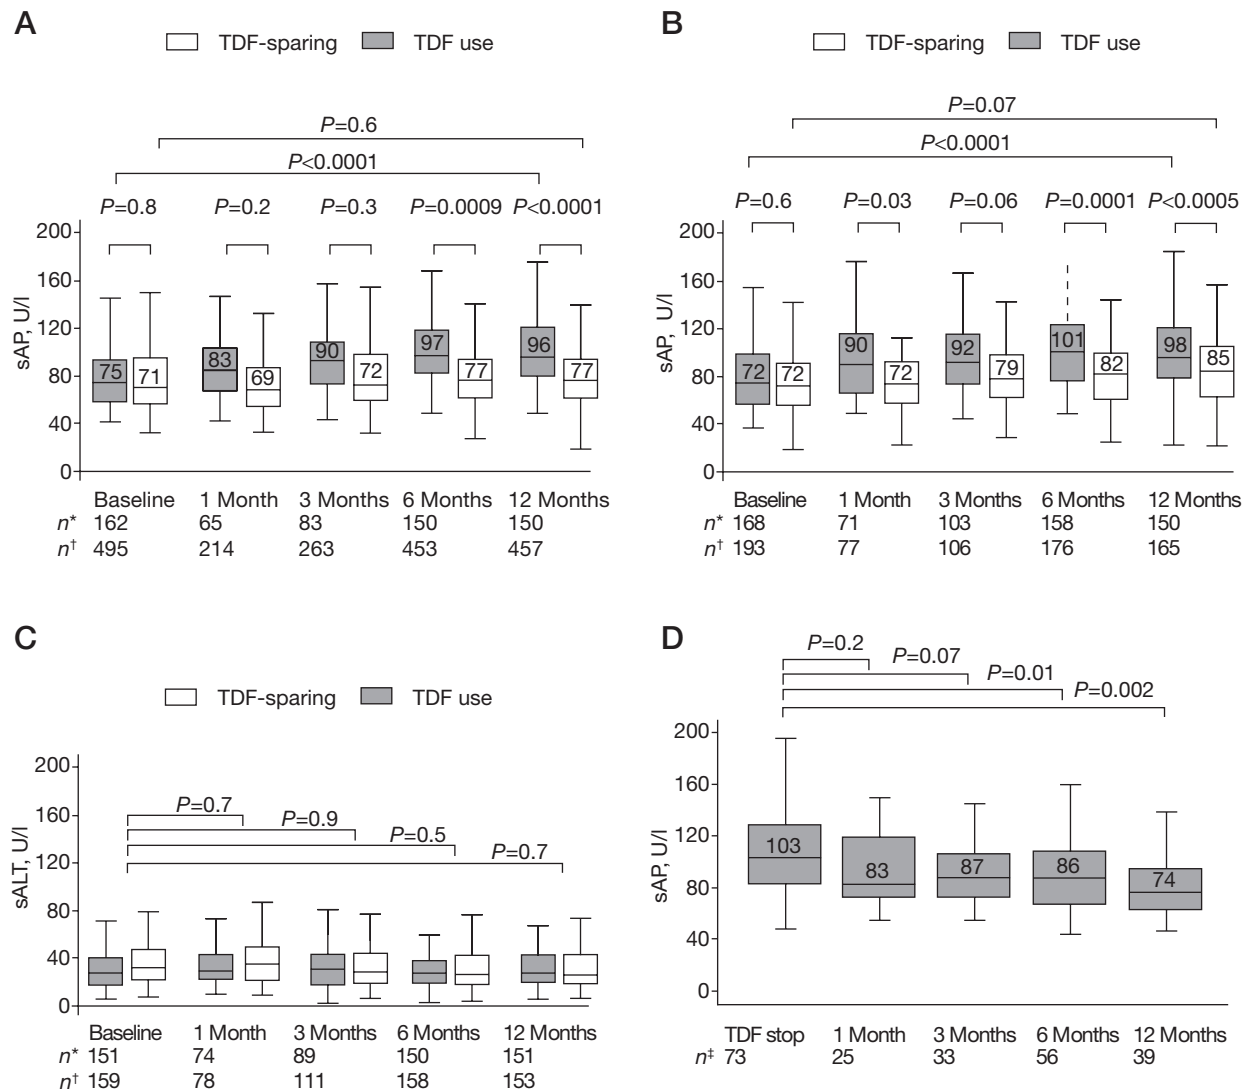 A
TDF-sparing TDF use
P=0.6
P<0.0001
P=0.8 P=0.2 P=0.3 P=0.0009 P<0.0001
sAP, U/l
200
160
120
80
40
0
75 71 83 69 90 72 97 77 96 77
Baseline 1 Month 3 Months 6 Months 12 Months
n* 162 65 83 150 150
n† 495 214 263 453 457
B
TDF-sparing TDF use
P=0.07
P<0.0001
P=0.6 P=0.03 P=0.06 P=0.0001 P<0.0005
sAP, U/l
200
160
120
80
40
0
72 72 90 72 92 79 101 82 98 85
Baseline 1 Month 3 Months 6 Months 12 Months
n* 168 71 103 158 150
n† 193 77 106 176 165
C
TDF-sparing TDF use
sALT, U/l
200
160
120
80
40
0
P=0.7
P=0.9
P=0.5
P=0.7
Baseline 1 Month 3 Months 6 Months 12 Months
n* 151 74 89 150 151
n† 159 78 111 158 153
D
P=0.2
P=0.07
P=0.01
P=0.002
sAP, U/l
200
160
120
80
40
0
103 83 87 86 74
TDF stop 1 Month 3 Months 6 Months 12 Months
n‡ 73 25 33 56 39